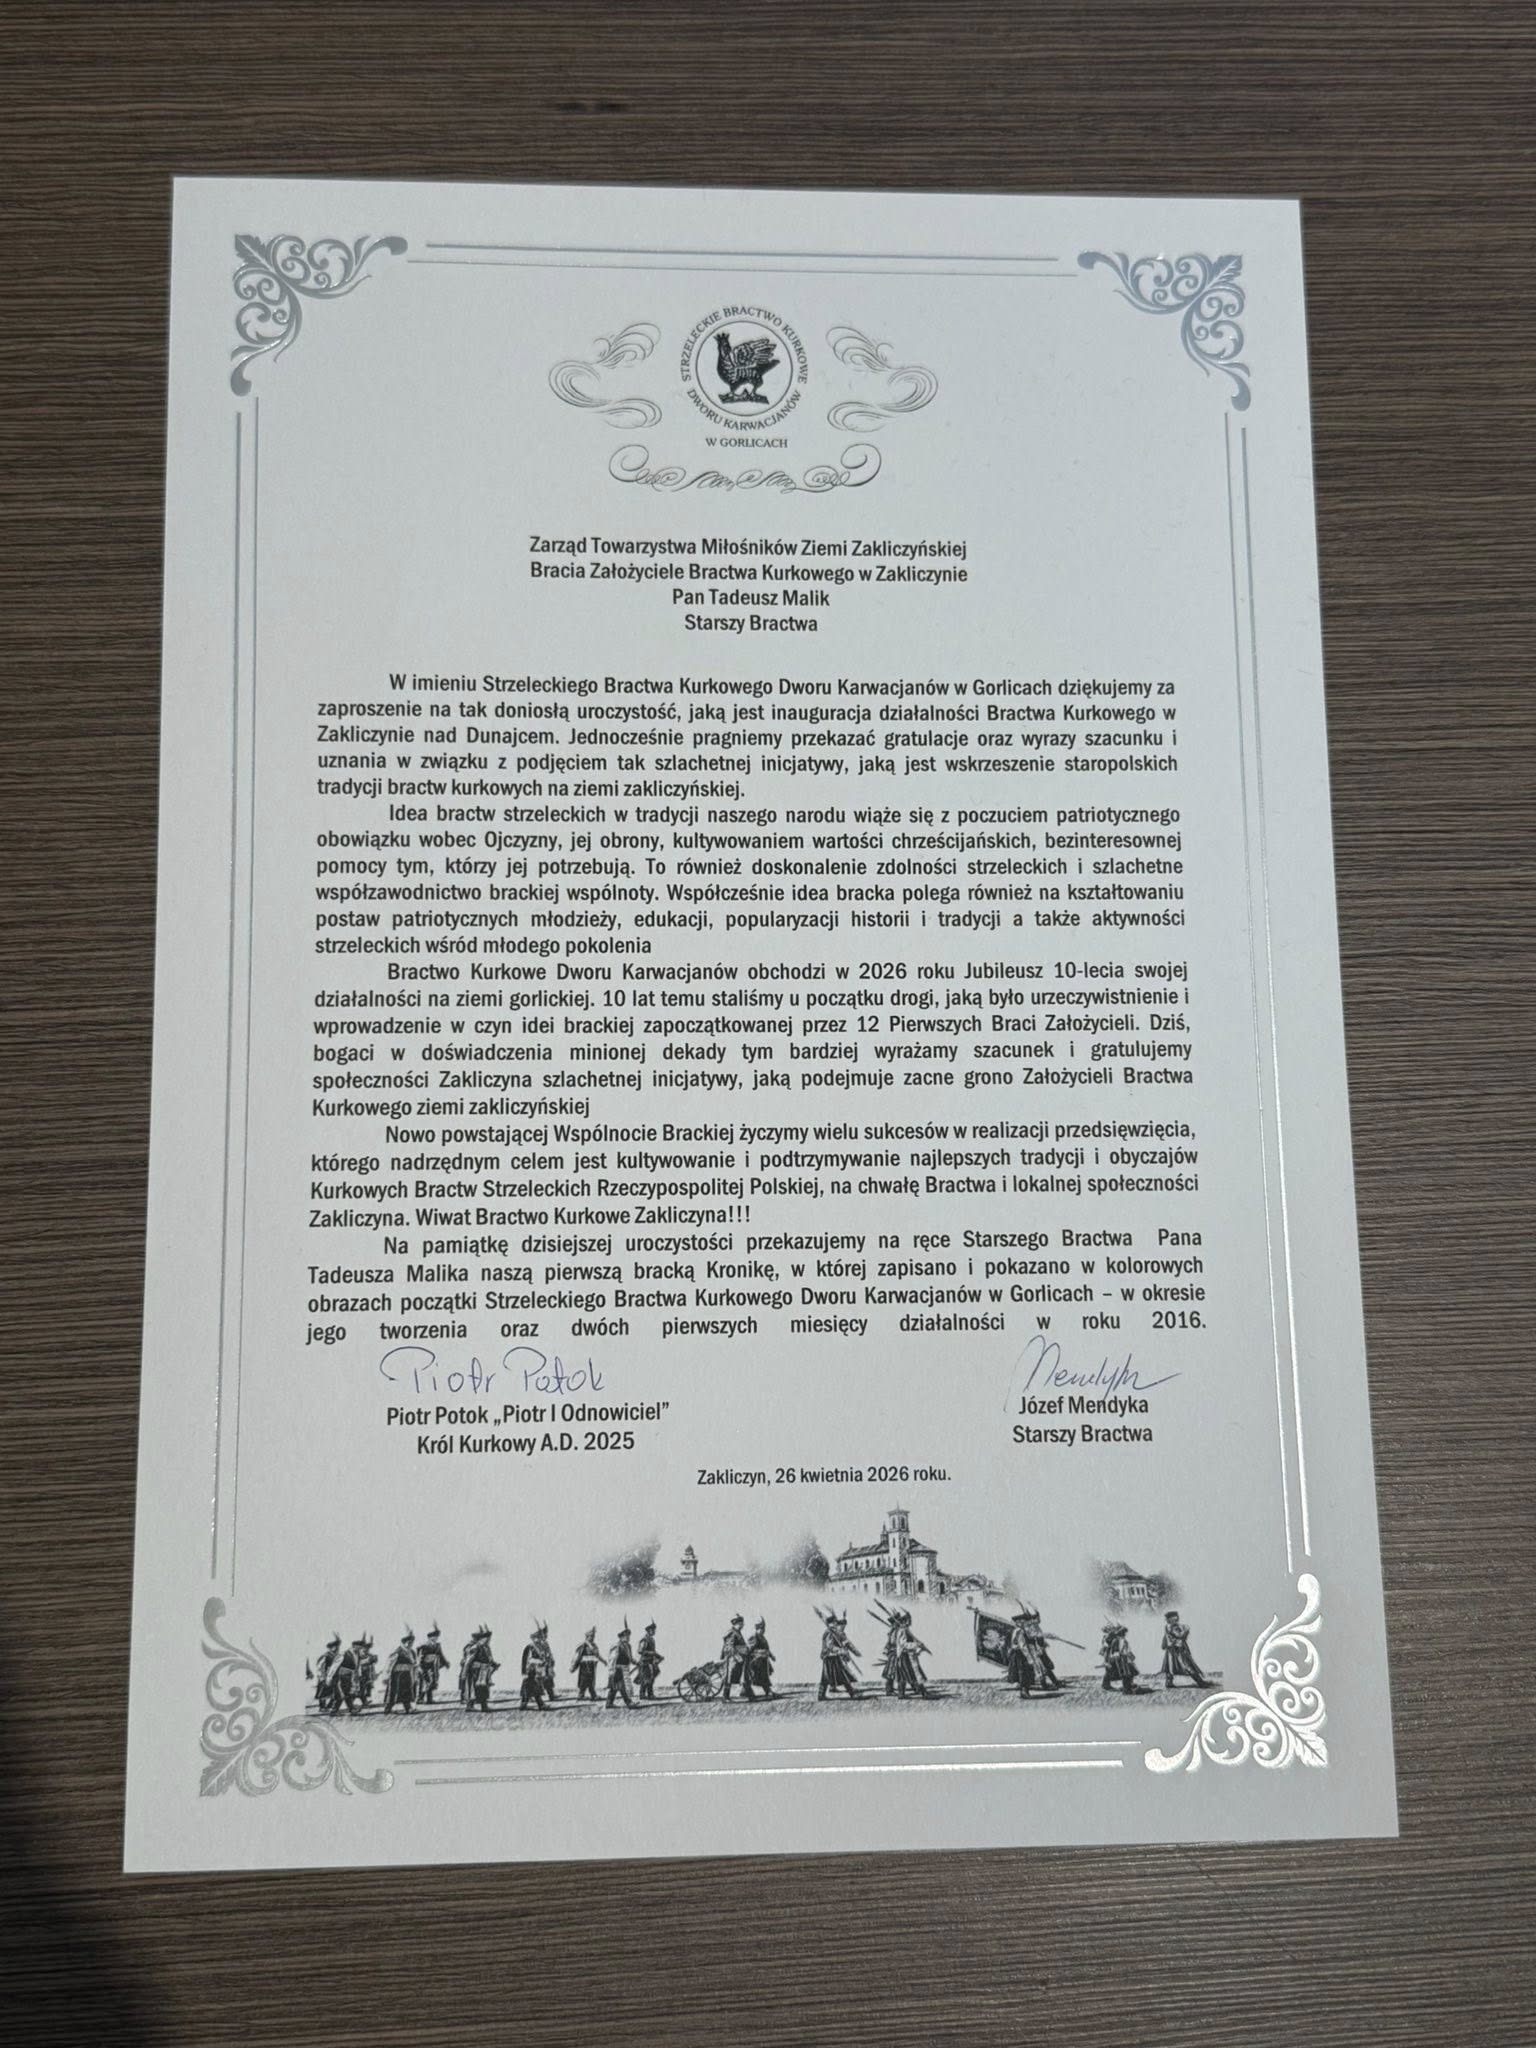 STRZELECKIE BRACTWO KURKOWE
DWORU KARWACJANÓW
W GORLICACH
Zarząd Towarzystwa Miłośników Ziemi Zakliczyńskiej
Bracia Założyciele Bractwa Kurkowego w Zakliczynie
Pan Tadeusz Malik
Starszy Bractwa
W imieniu Strzeleckiego Bractwa Kurkowego Dworu Karwacjanów w Gorlicach dziękujemy za
zaproszenie na tak doniosłą uroczystość, jaką jest inauguracja działalności Bractwa Kurkowego w
Zakliczynie nad Dunajcem. Jednocześnie pragniemy przekazać gratulacje oraz wyrazy szacunku i
uznania w związku z podjęciem tak szlachetnej inicjatywy, jaką jest wskrzeszenie staropolskich
tradycji bractw kurkowych na ziemi zakliczyńskiej.
Idea bractw strzeleckich w tradycji naszego narodu wiąże się z poczuciem patriotycznego
obowiązku wobec Ojczyzny, jej obrony, kultywowaniem wartości chrześcijańskich, bezinteresownej
pomocy tym, którzy jej potrzebują. To również doskonalenie zdolności strzeleckich i szlachetne
współzawodnictwo brackiej wspólnoty. Współcześnie idea bracka polega również na kształtowaniu
postaw patriotycznych młodzieży, edukacji, popularyzacji historii i tradycji a także aktywności
strzeleckich wśród młodego pokolenia
Bractwo Kurkowe Dworu Karwacjanów obchodzi w 2026 roku Jubileusz 10-lecia swojej
działalności na ziemi gorlickiej. 10 lat temu staliśmy u początku drogi, jaką było urzeczywistnienie i
wprowadzenie w czyn idei brackiej zapoczątkowanej przez 12 Pierwszych Braci Założycieli. Dziś,
bogaci w doświadczenia minionej dekady tym bardziej wyrażamy szacunek i gratulujemy
społeczności Zakliczyna szlachetnej inicjatywy, jaką podejmuje zacne grono Założycieli Bractwa
Kurkowego ziemi zakliczyńskiej
Nowo powstającej Wspólnocie Brackiej życzymy wielu sukcesów w realizacji przedsięwzięcia,
którego nadrzędnym celem jest kultywowanie i podtrzymywanie najlepszych tradycji i obyczajów
Kurkowych Bractw Strzeleckich Rzeczypospolitej Polskiej, na chwałę Bractwa i lokalnej społeczności
Zakliczyna. Wiwat Bractwo Kurkowe Zakliczyna!!!
Na pamiątkę dzisiejszej uroczystości przekazujemy na ręce Starszego Bractwa Pana
Tadeusza Malika naszą pierwszą bracką Kronikę, w której zapisano i pokazano w kolorowych
obrazach początki Strzeleckiego Bractwa Kurkowego Dworu Karwacjanów w Gorlicach – w okresie
jego tworzenia oraz dwóch pierwszych miesięcy działalności w roku 2016.
Piotr Potok Mendyka
Piotr Potok „Piotr I Odnowiciel” Józef Mendyka
Król Kurkowy A.D. 2025 Starszy Bractwa
Zakliczyn, 26 kwietnia 2026 roku.